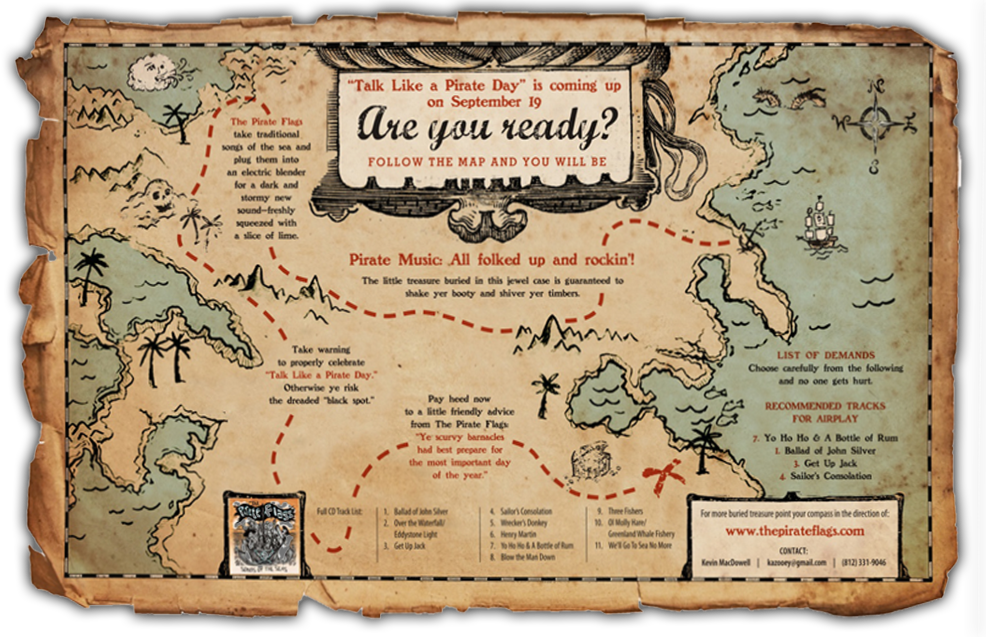 "Talk Like a Pirate Day" is coming up
on September 19
Are you ready?
FOLLOW THE MAP AND YOU WILL BE
N
W
E
S
The Pirate Flags
take traditional
songs of the sea and
plug them into
an electric blender
for a dark and
stormy new
sound—freshly
squeezed with
a slice of lime.
Pirate Music: All folked up and rockin'!
The little treasure buried in this jewel case is guaranteed to
shake yer booty and shiver yer timbers.
Take warning
to properly celebrate
"Talk Like a Pirate Day."
Otherwise ye risk
the dreaded "black spot."
Pay heed now
to a little friendly advice
from The Pirate Flags:
"Ye scurvy barnacles
had best prepare for
the most important day
of the year."
LIST OF DEMANDS
Choose carefully from the following
and no one gets hurt.
RECOMMENDED TRACKS
FOR AIRPLAY
7. Yo Ho Ho & A Bottle of Rum
1. Ballad of John Silver
3. Get Up Jack
4. Sailor's Consolation
Pirate Flags
Full CD Track List:
1. Ballad of John Silver
2. Over the Waterfall/
Eddystone Light
3. Get Up Jack
4. Sailor's Consolation
5. Wrecker's Donkey
6. Henry Martin
7. Yo Ho Ho & A Bottle of Rum
8. Blow the Man Down
9. Three Fishers
10. Ol Molly Hare/
Greenland Whale Fishery
11. We'll Go To Sea No More
For more buried treasure point your compass in the direction of:
www.thepirateflags.com
CONTACT:
Kevin MacDowell | kazooey@gmail.com | (812) 331-9046